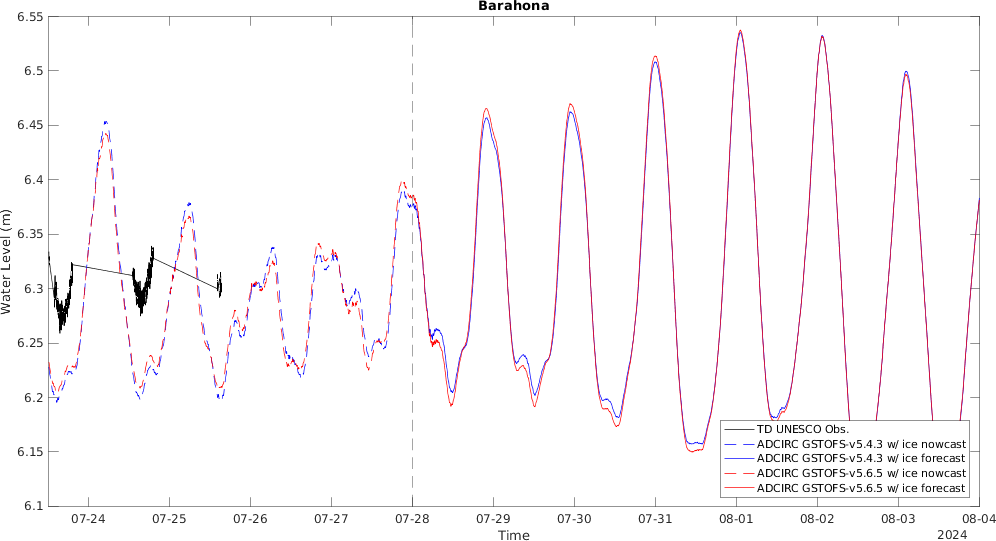 Barahona
Water Level (m)
6.55
6.5
6.45
6.4
6.35
6.3
6.25
6.2
6.15
6.1
TD UNESCO Obs.
ADCIRC GSTOFS-v5.4.3 w/ ice nowcast
ADCIRC GSTOFS-v5.4.3 w/ ice forecast
ADCIRC GSTOFS-v5.6.5 w/ ice nowcast
ADCIRC GSTOFS-v5.6.5 w/ ice forecast
07-24 07-25 07-26 07-27 07-28 07-29 07-30 07-31 08-01 08-02 08-03 08-04
Time
2024